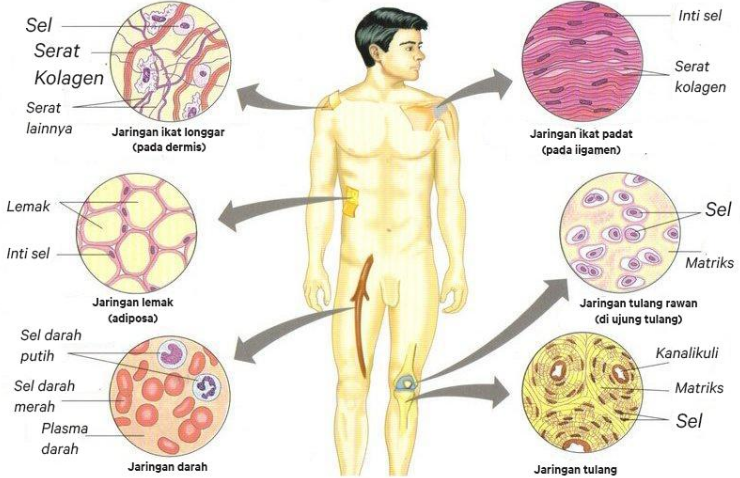 Sel
Serat
Kolagen
Serat
lainnya
Jaringan ikat longgar
(pada dermis)
Inti sel
Serat
kolagen
Jaringan ikat padat
(pada iigamen)
Lemak
Inti sel
Jaringan lemak
(adiposa)
Sel
Matriks
Jaringan tulang rawan
(di ujung tulang)
Sel darah
putih
Sel darah
merah
Plasma
darah
Jaringan darah
Kanalikuli
Matriks
Sel
Jaringan tulang